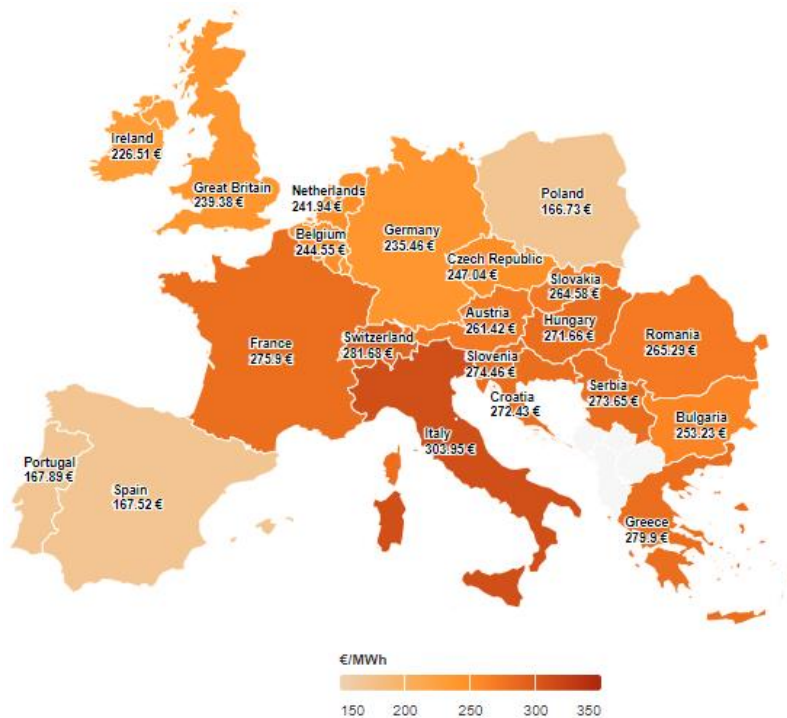 Ireland
226.51 €
Great Britain
239.38 €
Netherlands
241.94 €
Belgium
244.55 €
Germany
235.46 €
Poland
166.73 €
Czech Republic
247.04 €
Slovakia
264.58 €
Austria
261.42 €
Hungary
271.66 €
Romania
265.29 €
France
275.9 €
Switzerland
281.68 €
Slovenia
274.46 €
Croatia
272.43 €
Serbia
273.65 €
Bulgaria
253.23 €
Italy
303.95 €
Portugal
167.89 €
Spain
167.52 €
Greece
279.9 €
€/MWh
150 200 250 300 350